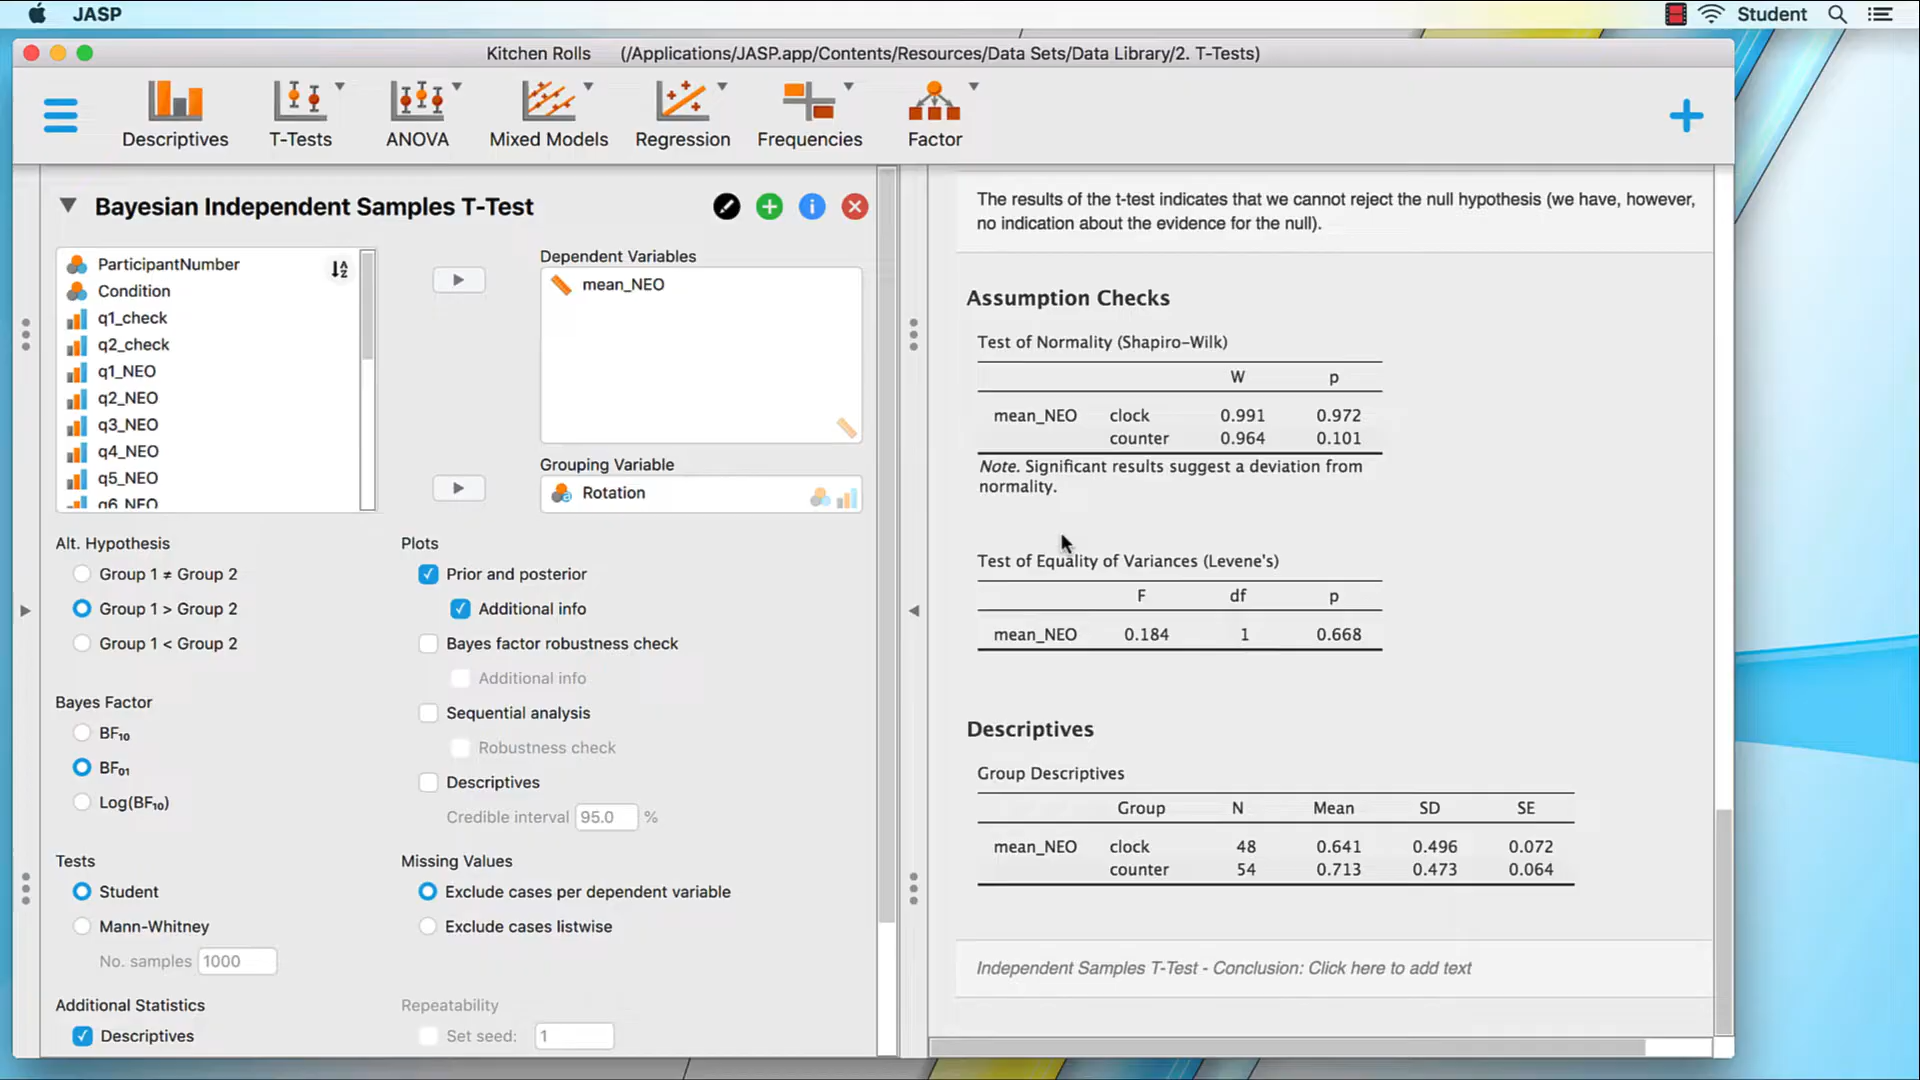 JASP
Student
Kitchen Rolls (/Applications/JASP.app/Contents/Resources/Data Sets/Data Library/2. T-Tests)
Descriptives
T-Tests
ANOVA
Mixed Models
Regression
Frequencies
Factor
Bayesian Independent Samples T-Test
ParticipantNumber
Condition
q1_check
q2_check
q1_NEO
q2_NEO
q3_NEO
q4_NEO
q5_NEO
q6_NEO
Dependent Variables
mean_NEO
Grouping Variable
Rotation
Alt. Hypothesis
Group 1 ≠ Group 2
Group 1 > Group 2
Group 1 < Group 2
Bayes Factor
BF₁₀
BF₀₁
Log(BF₁₀)
Tests
Student
Mann-Whitney
No. samples 1000
Additional Statistics
Descriptives
Plots
Prior and posterior
Additional info
Bayes factor robustness check
Additional info
Sequential analysis
Robustness check
Descriptives
Credible interval 95.0 %
Missing Values
Exclude cases per dependent variable
Exclude cases listwise
Repeatability
Set seed: 1
The results of the t-test indicates that we cannot reject the null hypothesis (we have, however,
no indication about the evidence for the null).
Assumption Checks
Test of Normality (Shapiro-Wilk)
W p
mean_NEO clock 0.991 0.972
counter 0.964 0.101
Note. Significant results suggest a deviation from
normality.
Test of Equality of Variances (Levene's)
F df p
mean_NEO 0.184 1 0.668
Descriptives
Group Descriptives
Group N Mean SD SE
mean_NEO clock 48 0.641 0.496 0.072
counter 54 0.713 0.473 0.064
Independent Samples T-Test - Conclusion: Click here to add text